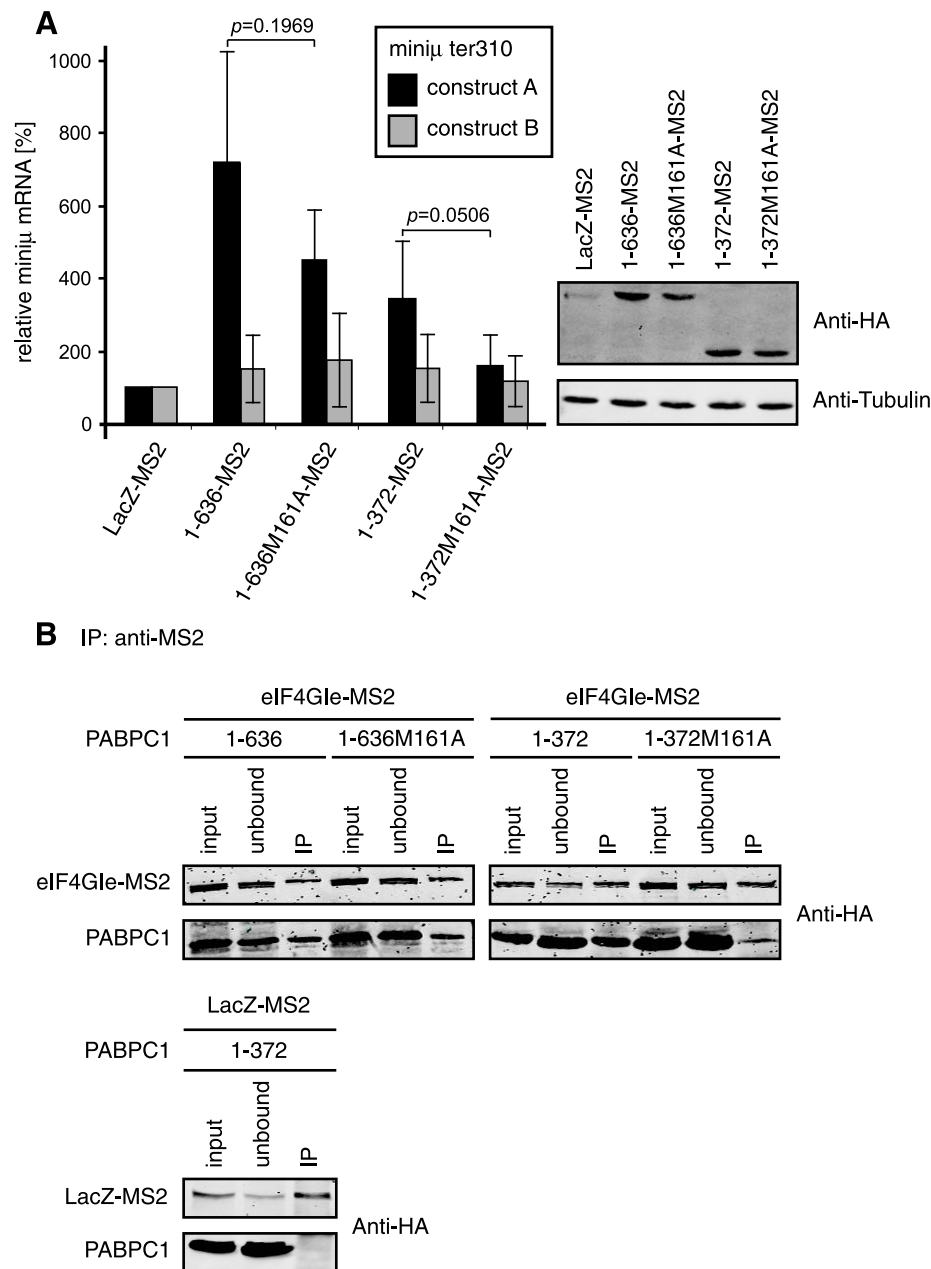 A
p=0.1969
1000
800
600
400
200
0
relative miniμ mRNA [%]
miniμ ter310
construct A
construct B
p=0.0506
LacZ-MS2
1-636-MS2
1-636M161A-MS2
1-372-MS2
1-372M161A-MS2
LacZ-MS2
1-636-MS2
1-636M161A-MS2
1-372-MS2
1-372M161A-MS2
Anti-HA
Anti-Tubulin
B IP: anti-MS2
eIF4GIe-MS2 eIF4GIe-MS2
PABPC1 1-636 1-636M161A 1-372 1-372M161A
input unbound IP input unbound IP input unbound IP input unbound IP
eIF4GIe-MS2
PABPC1
Anti-HA
LacZ-MS2
PABPC1 1-372
input unbound IP
LacZ-MS2
PABPC1
Anti-HA